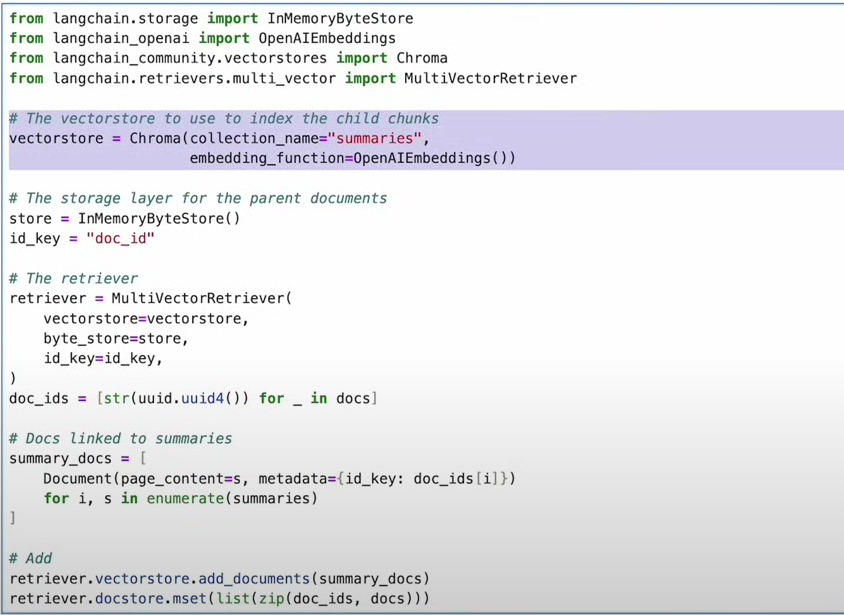 from langchain.storage import InMemoryByteStore
from langchain_openai import OpenAIEmbeddings
from langchain_community.vectorstores import Chroma
from langchain.retrievers.multi_vector import MultiVectorRetriever

# The vectorstore to use to index the child chunks
vectorstore = Chroma(collection_name="summaries",
                     embedding_function=OpenAIEmbeddings())

# The storage layer for the parent documents
store = InMemoryByteStore()
id_key = "doc_id"

# The retriever
retriever = MultiVectorRetriever(
    vectorstore=vectorstore,
    byte_store=store,
    id_key=id_key,
)
doc_ids = [str(uuid.uuid4()) for _ in docs]

# Docs linked to summaries
summary_docs = [
    Document(page_content=s, metadata={id_key: doc_ids[i]})
    for i, s in enumerate(summaries)
]

# Add
retriever.vectorstore.add_documents(summary_docs)
retriever.docstore.mset(list(zip(doc_ids, docs)))